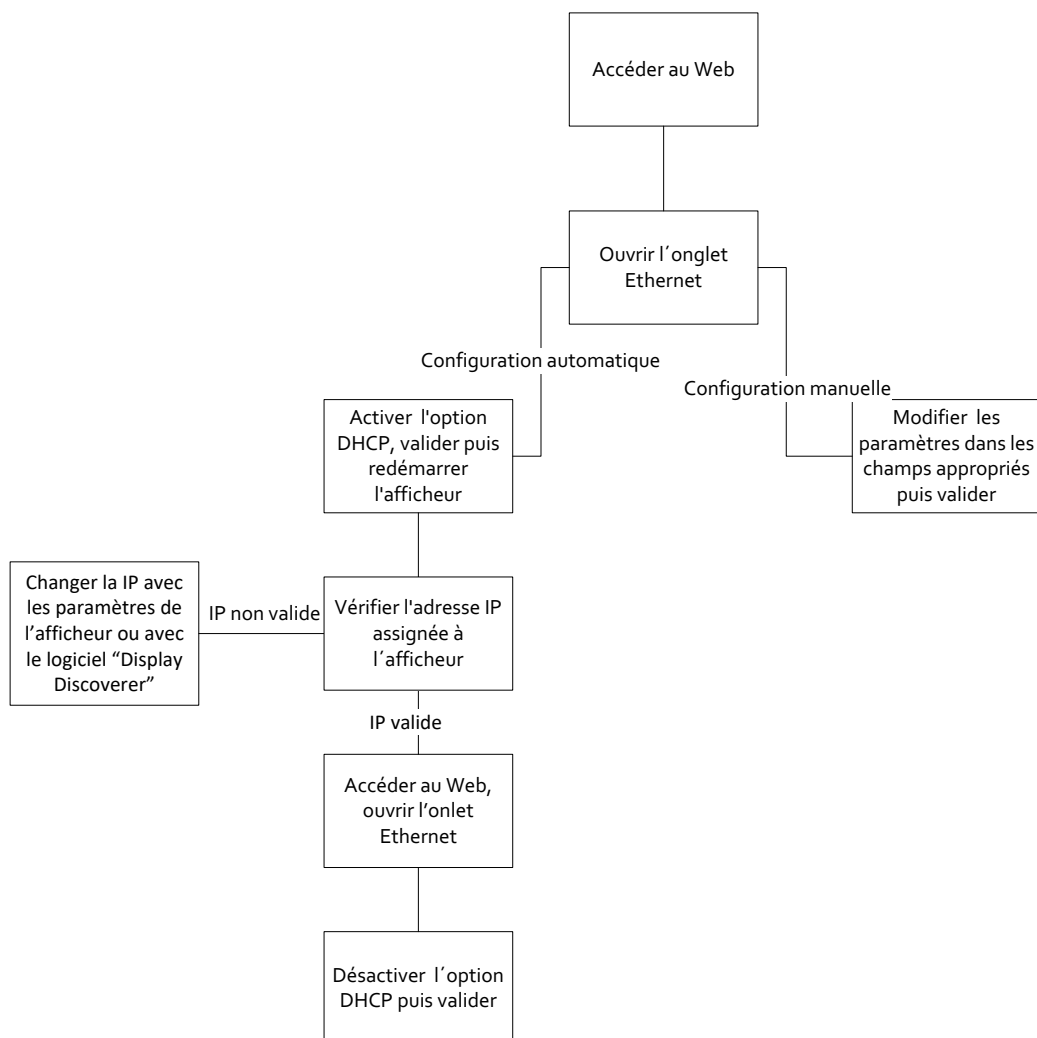 Accéder au Web
Ouvrir l´onglet
Ethernet
Configuration automatique
Configuration manuelle
Activer  l'option
DHCP, valider puis
redémarrer
l'afficheur
Modifier  les
paramètres dans les
champs appropriés
puis valider
Changer la IP avec
les paramètres de
l’afficheur ou avec
le logiciel “Display
Discoverer”
IP non valide
Vérifier l'adresse IP
assignée à
l´afficheur
IP valide
Accéder au Web,
ouvrir l’onlet
Ethernet
Désactiver  l´option
DHCP puis valider